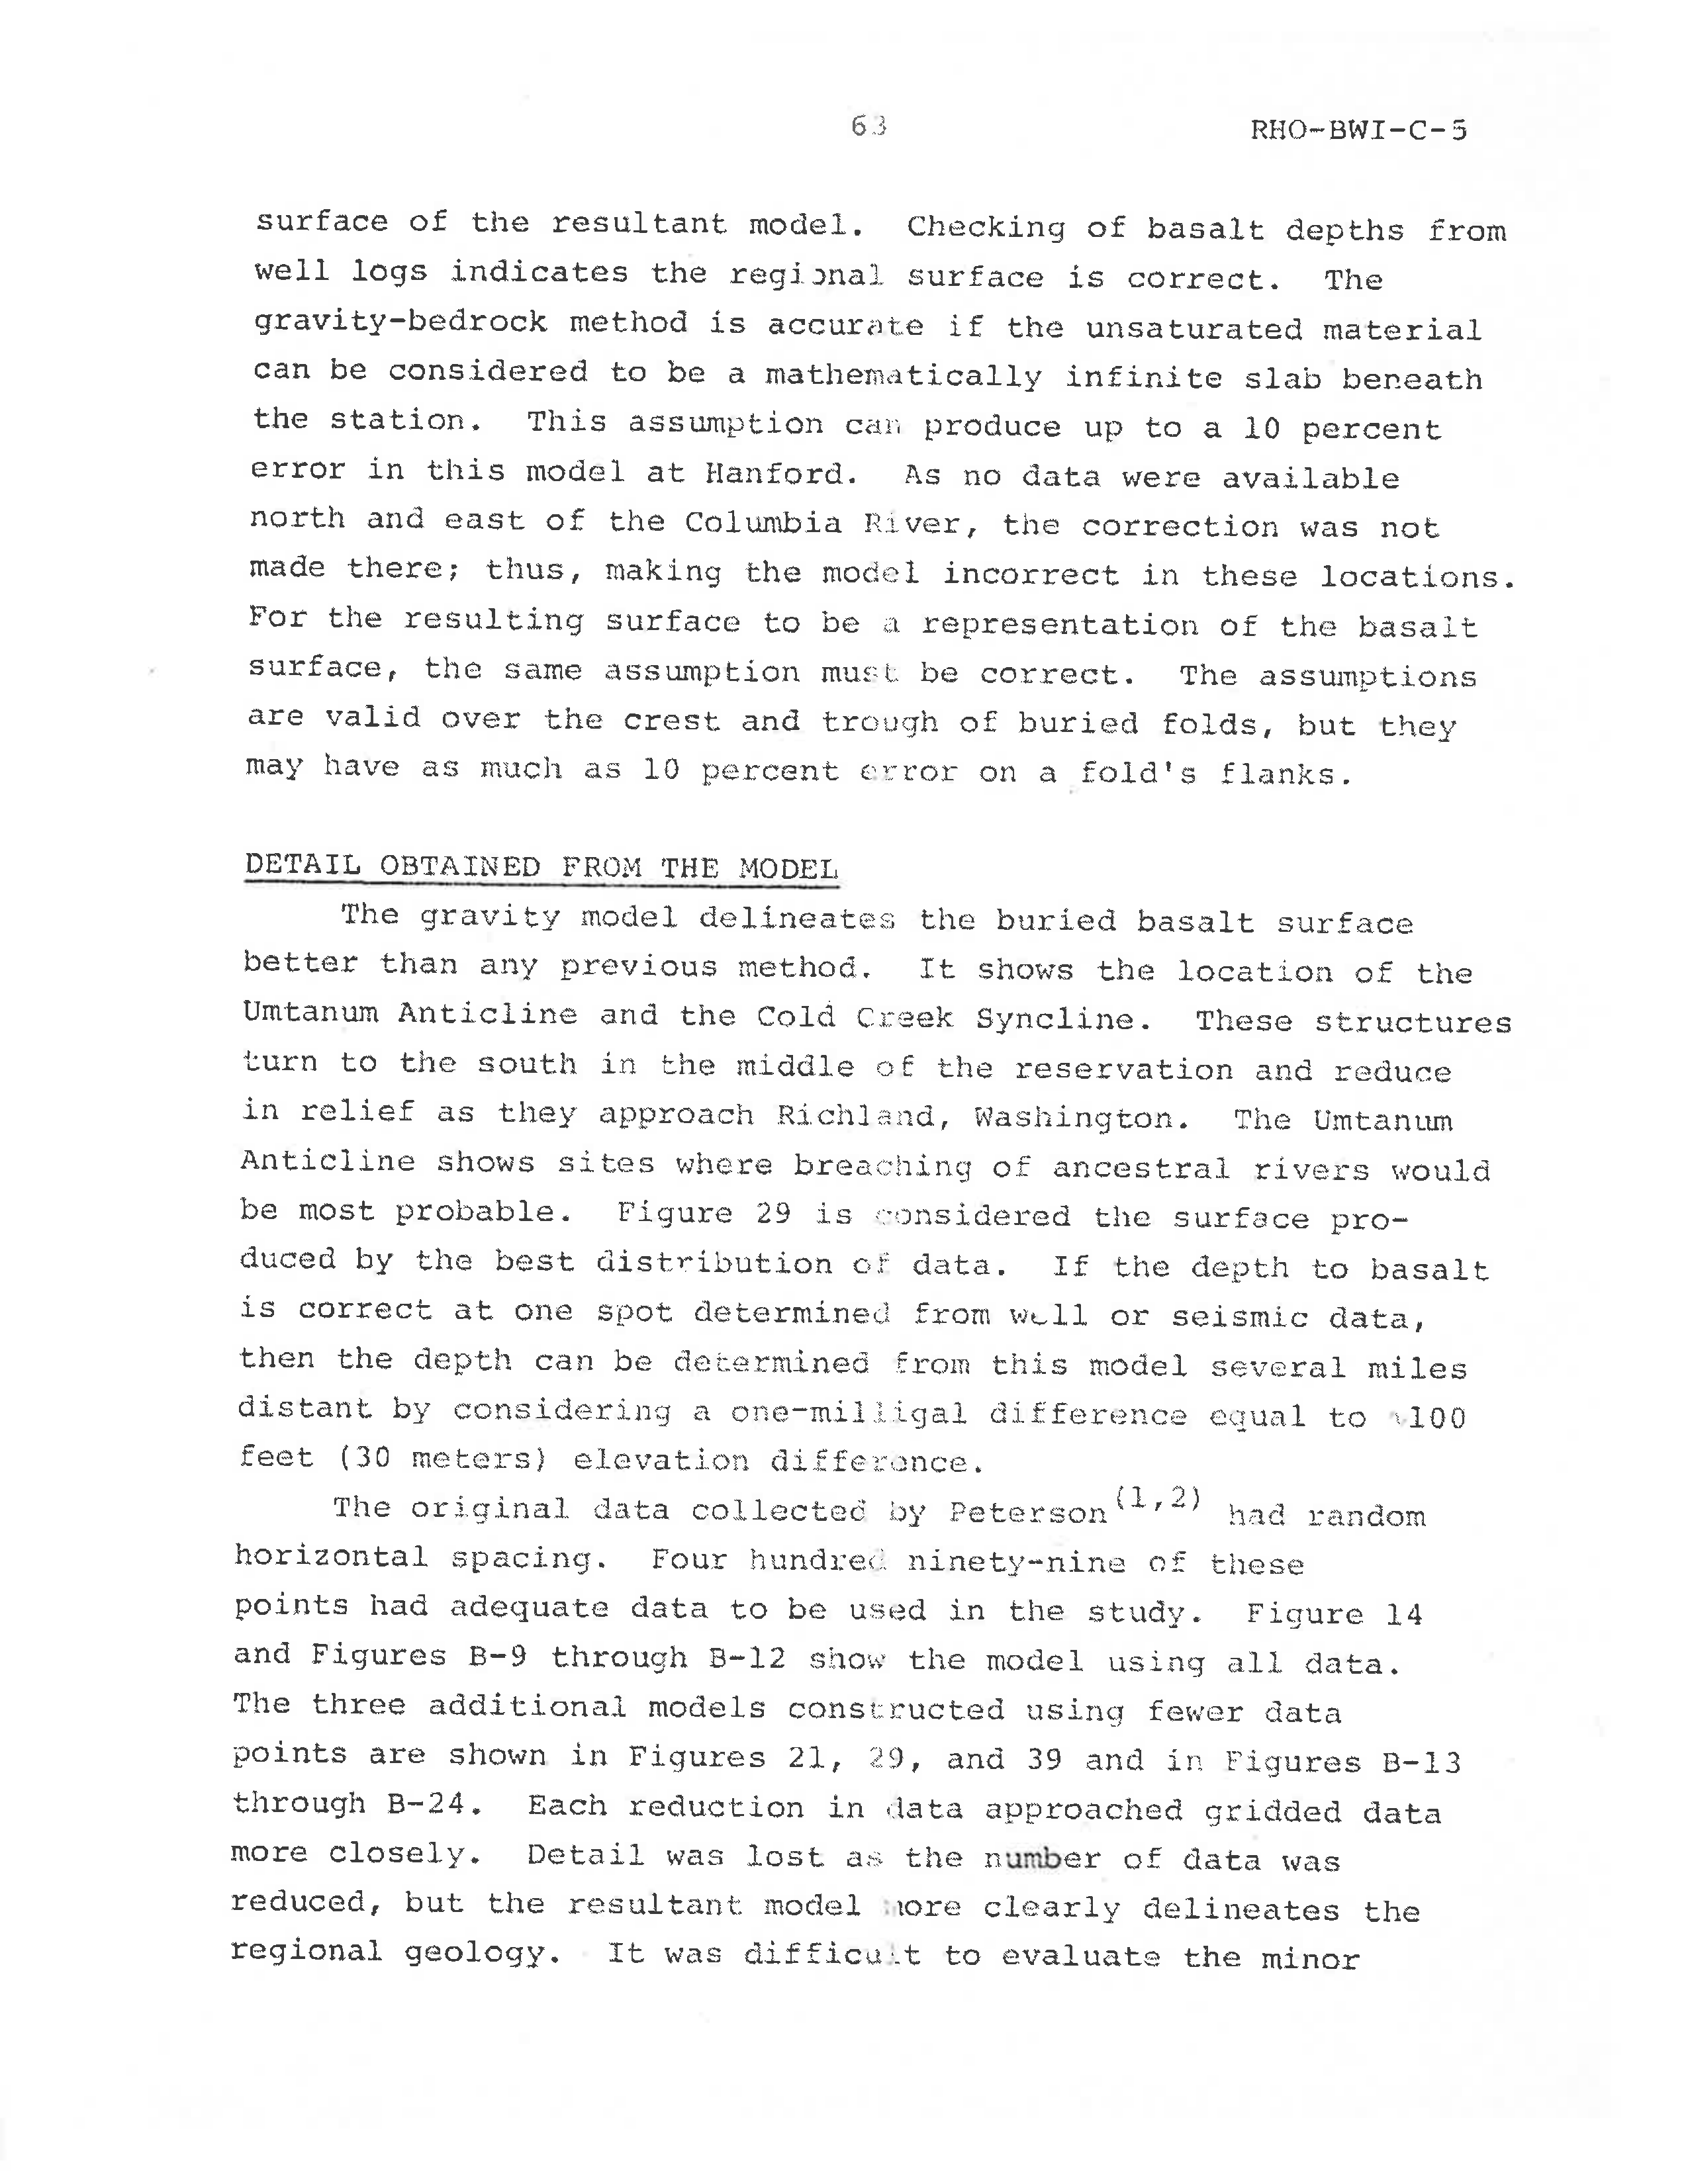 63
RHO-BWI-C-5
surface of the resultant model. Checking of basalt depths from
well logs indicates the regional surface is correct. The
gravity-bedrock method is accurate if the unsaturated material
can be considered to be a mathematically infinite slab beneath
the station. This assumption can produce up to a 10 percent
error in this model at Hanford. As no data were available
north and east of the Columbia River, the correction was not
made there; thus, making the model incorrect in these locations.
For the resulting surface to be a representation of the basalt
surface, the same assumption must be correct. The assumptions
are valid over the crest and trough of buried folds, but they
may have as much as 10 percent error on a fold's flanks.
DETAIL OBTAINED FROM THE MODEL
The gravity model delineates the buried basalt surface
better than any previous method. It shows the location of the
Umtanum Anticline and the Cold Creek Syncline. These structures
turn to the south in the middle of the reservation and reduce
in relief as they approach Richland, Washington. The Umtanum
Anticline shows sites where breaching of ancestral rivers would
be most probable. Figure 29 is considered the surface pro-
duced by the best distribution of data. If the depth to basalt
is correct at one spot determined from well or seismic data,
then the depth can be determined from this model several miles
distant by considering a one-milligal difference equal to ~100
feet (30 meters) elevation difference.
The original data collected by Peterson(1,2) had random
horizontal spacing. Four hundred ninety-nine of these
points had adequate data to be used in the study. Figure 14
and Figures B-9 through B-12 show the model using all data.
The three additional models constructed using fewer data
points are shown in Figures 21, 29, and 39 and in Figures B-13
through B-24. Each reduction in data approached gridded data
more closely. Detail was lost as the number of data was
reduced, but the resultant model more clearly delineates the
regional geology. It was difficult to evaluate the minor